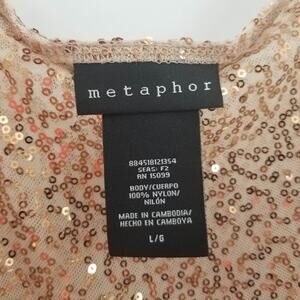 metaphor
884518121354
SEAS: F2
RN 15099
BODY/CUERPO
100% NYLON/
NILÓN
MADE IN CAMBODIA/
HECHO EN CAMBOYA
L/G